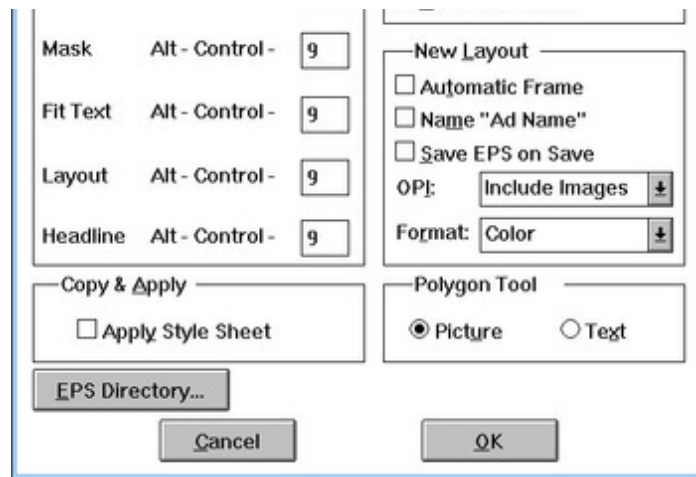 Mask Alt - Control - 9
Fit Text Alt - Control - 9
Layout Alt - Control - 9
Headline Alt - Control - 9
New Layout
Automatic Frame
Name "Ad Name"
Save EPS on Save
OPI: Include Images
Format: Color
Copy & Apply
Apply Style Sheet
Polygon Tool
Picture Text
EPS Directory...
Cancel OK